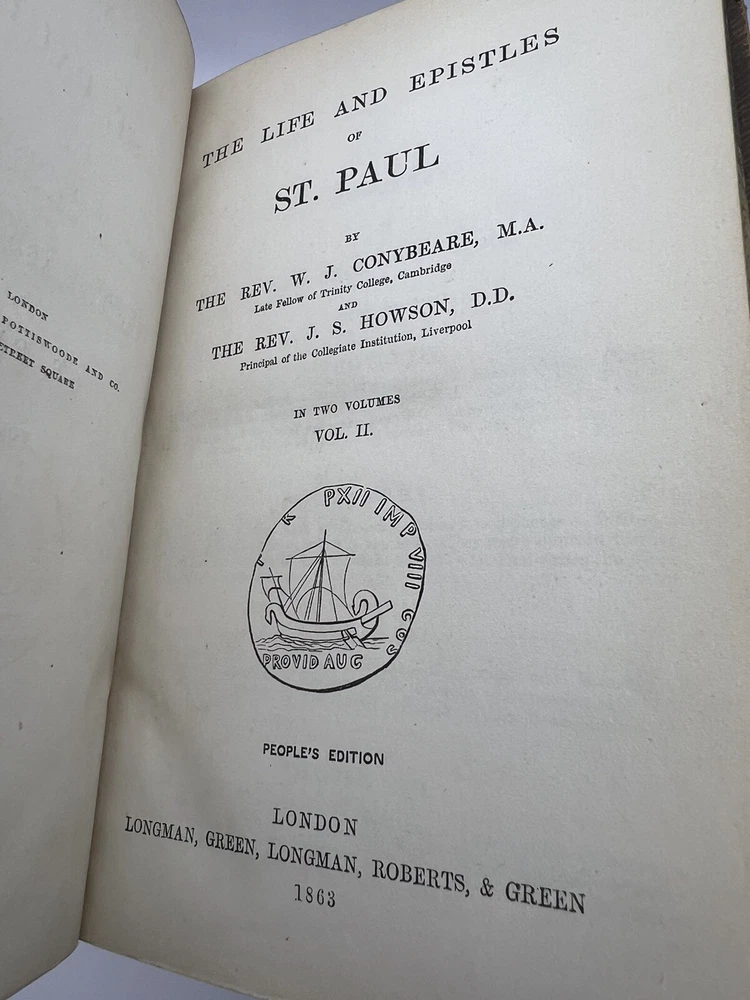 LONDON
POTTISWOODE AND CO.
STREET SQUARE
THE LIFE AND EPISTLES
OF
ST. PAUL
BY
THE REV. W. J. CONYBEARE, M.A.
Late Fellow of Trinity College, Cambridge
AND
THE REV. J. S. HOWSON, D.D.
Principal of the Collegiate Institution, Liverpool
IN TWO VOLUMES
VOL. II.
PXII IMP VIII COS
PROVID AUC
PEOPLE'S EDITION
LONDON
LONGMAN, GREEN, LONGMAN, ROBERTS, & GREEN
1863